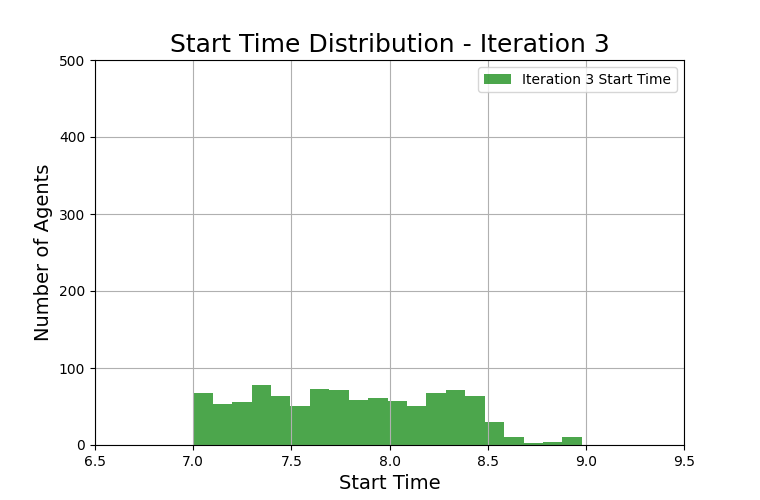 Start Time Distribution - Iteration 3
Iteration 3 Start Time
Number of Agents
500
400
300
200
100
0
6.5 7.0 7.5 8.0 8.5 9.0 9.5
Start Time